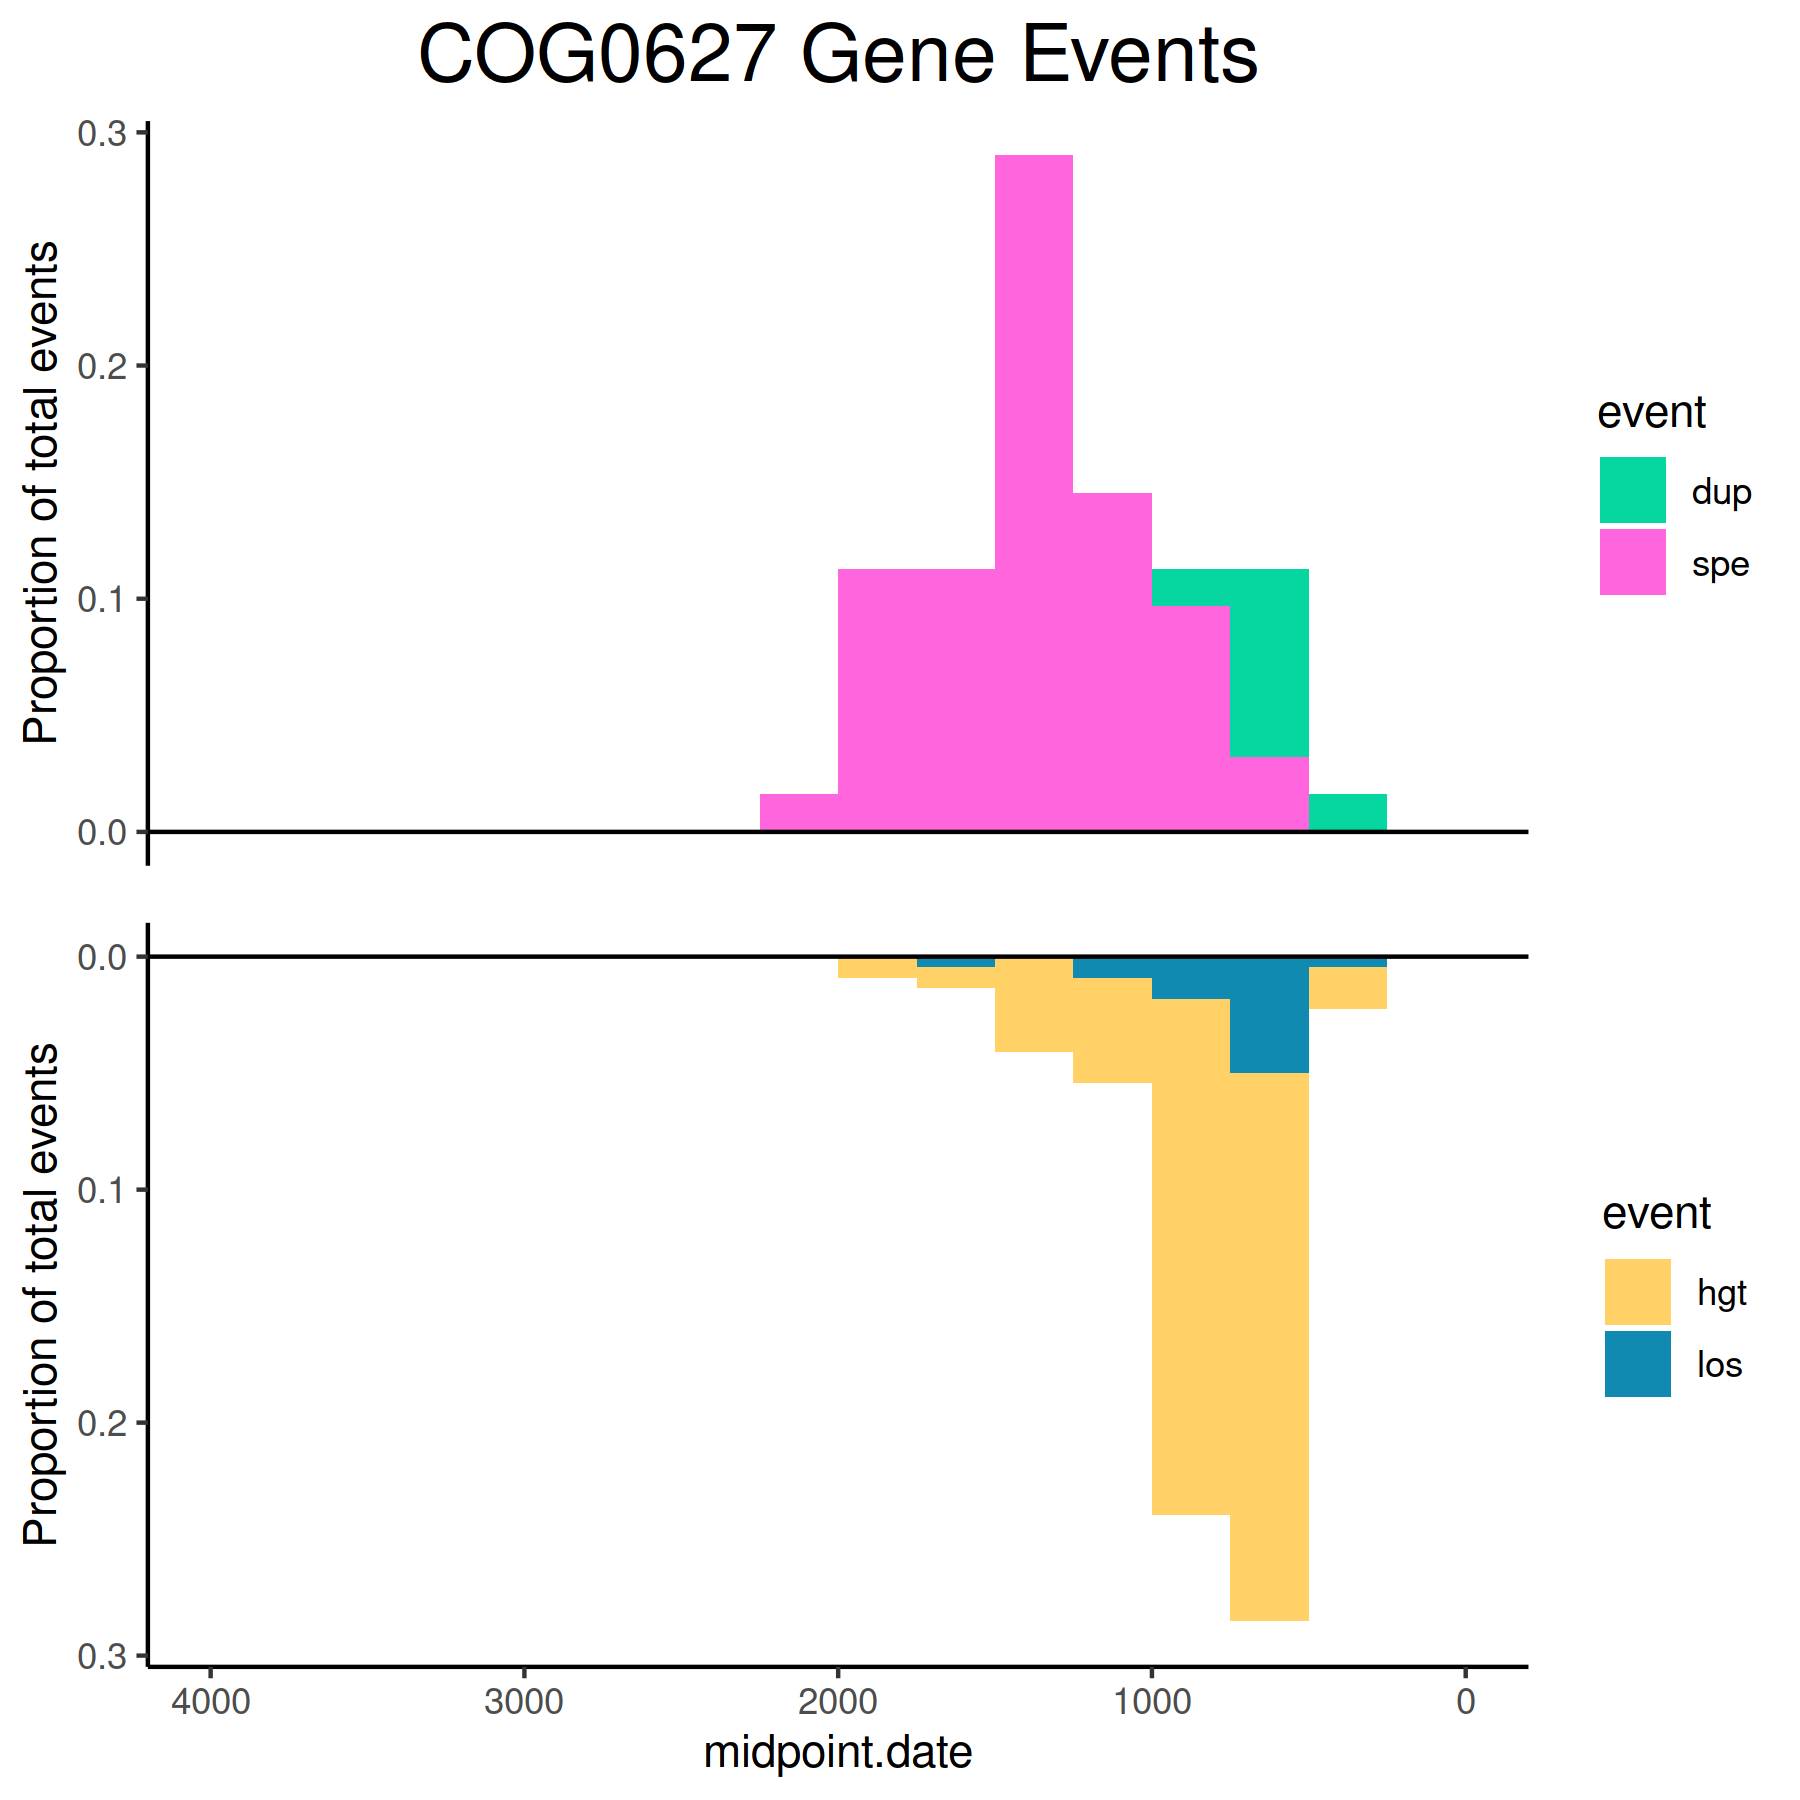 COG0627 Gene Events
Proportion of total events
0.3
0.2
0.1
0.0
event
dup
spe
Proportion of total events
0.0
0.1
0.2
0.3
event
hgt
los
4000 3000 2000 1000 0
midpoint.date